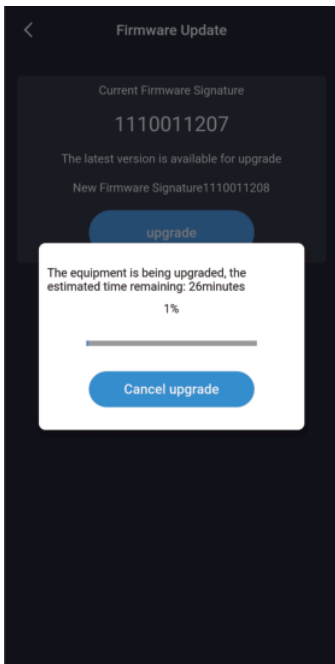 Firmware Update
Current Firmware Signature
1110011207
The latest version is available for upgrade
New Firmware Signature1110011208
upgrade
The equipment is being upgraded, the
estimated time remaining: 26minutes
1%
Cancel upgrade